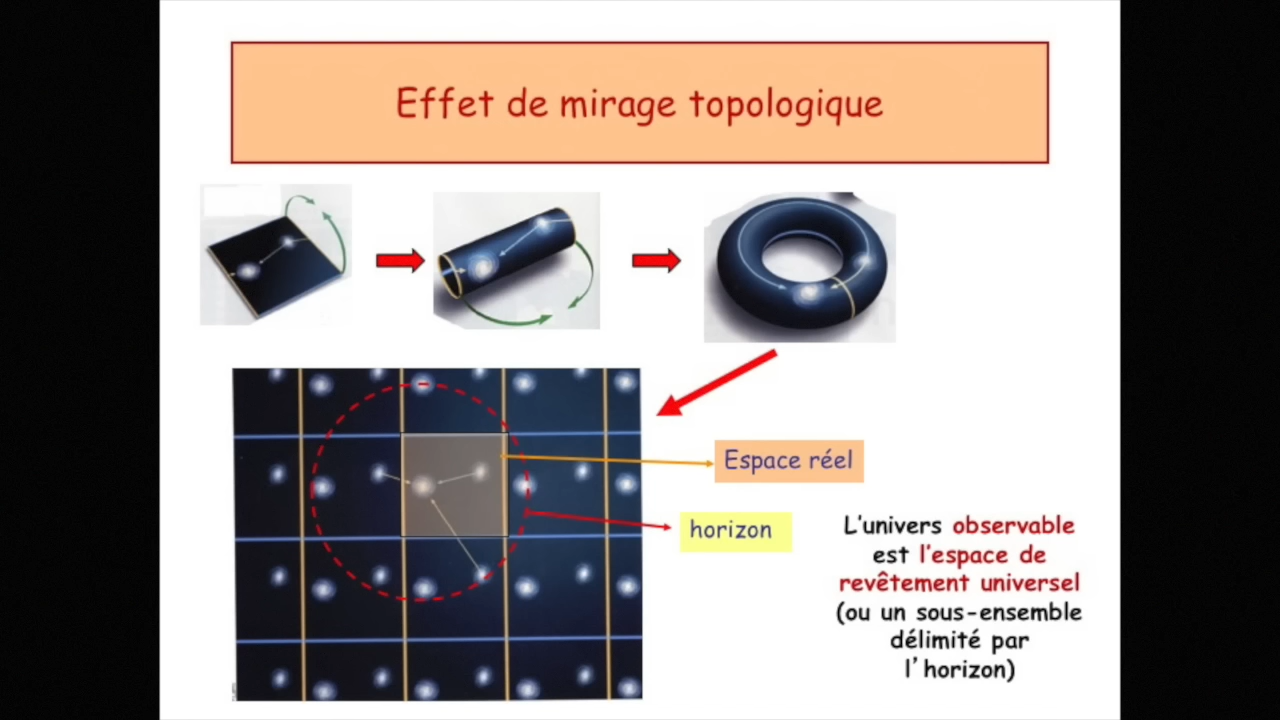 Effet de mirage topologique
Espace réel
horizon
L'univers observable
est l'espace de
revêtement universel
(ou un sous-ensemble
délimité par
l'horizon)